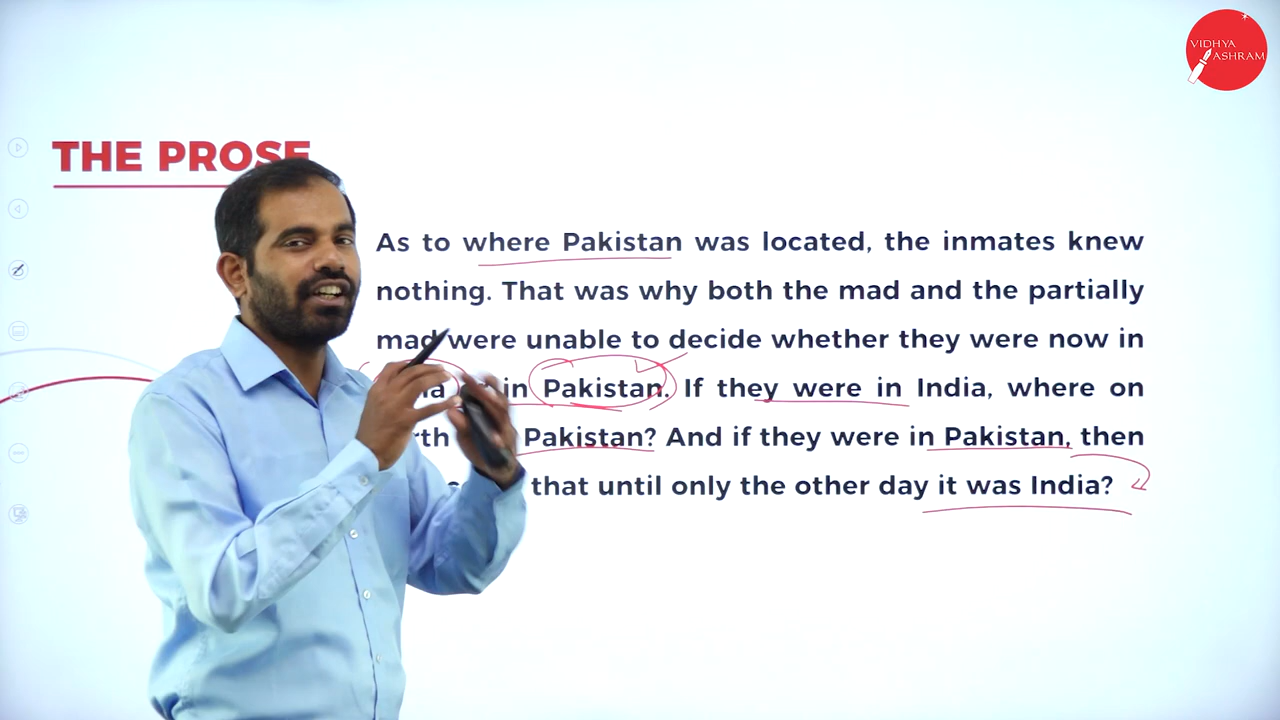 VIDHYA
ASHRAM
THE PROSE
As to where Pakistan was located, the inmates knew
nothing. That was why both the mad and the partially
mad were unable to decide whether they were now in
in Pakistan. If they were in India, where on
Pakistan? And if they were in Pakistan, then
that until only the other day it was India?